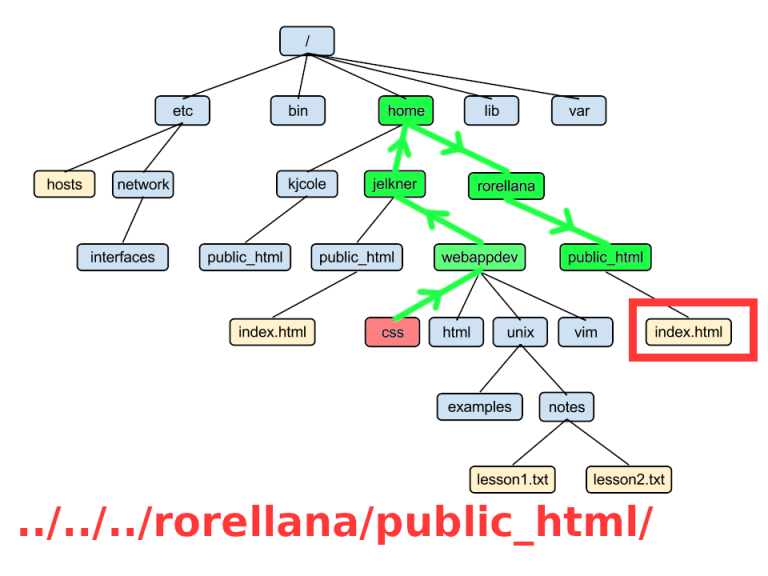 /
etc bin home lib var
hosts network kjcole jelkner rorellana
interfaces public_html public_html webappdev public_html
index.html css html unix vim index.html
examples notes
lesson1.txt lesson2.txt
../../../rorellana/public_html/